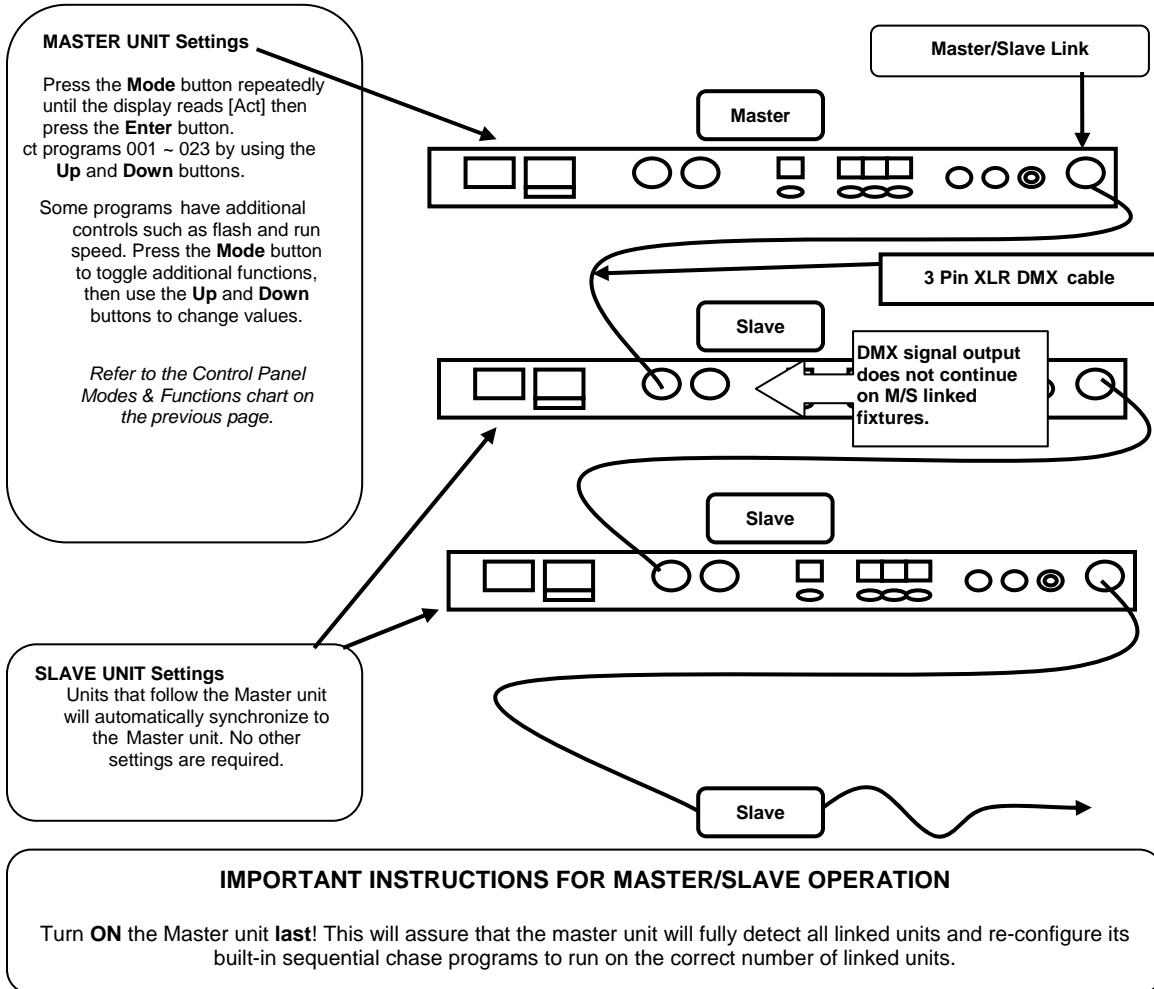 MASTER UNIT Settings
Press the Mode button repeatedly
until the display reads [Act] then
press the Enter button.
ct programs 001 ~ 023 by using the
Up and Down buttons.
Some programs have additional
controls such as flash and run
speed. Press the Mode button
to toggle additional functions,
then use the Up and Down
buttons to change values.
Refer to the Control Panel
Modes & Functions chart on
the previous page.
Master/Slave Link
Master
3 Pin XLR DMX cable
Slave
DMX signal output
does not continue
on M/S linked
fixtures.
Slave
SLAVE UNIT Settings
Units that follow the Master unit
will automatically synchronize to
the Master unit. No other
settings are required.
Slave
IMPORTANT INSTRUCTIONS FOR MASTER/SLAVE OPERATION
Turn ON the Master unit last! This will assure that the master unit will fully detect all linked units and re-configure its
built-in sequential chase programs to run on the correct number of linked units.